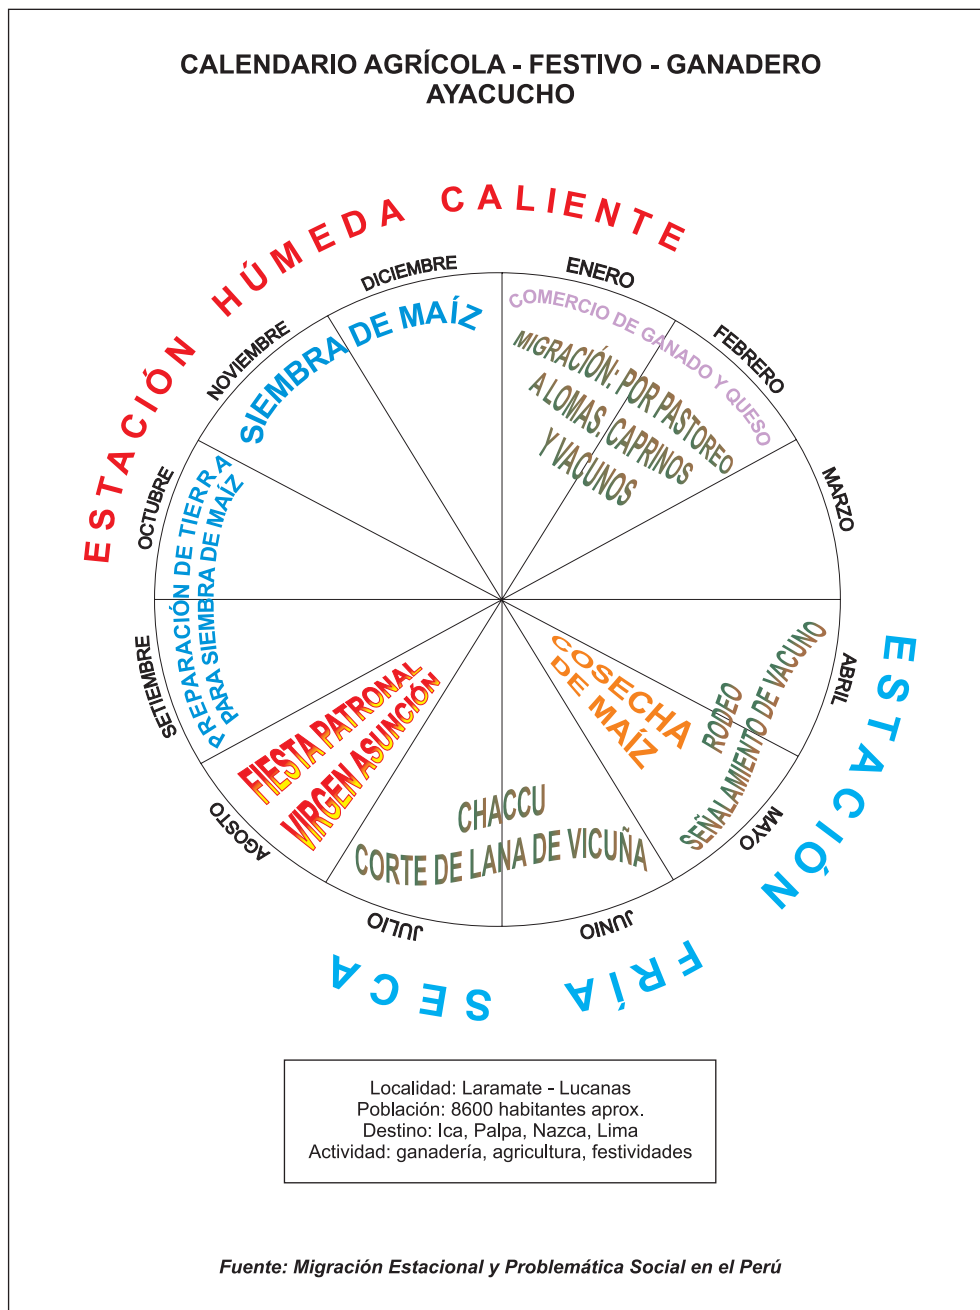 CALENDARIO AGRÍCOLA - FESTIVO - GANADERO
AYACUCHO
ESTACIÓN HÚMEDA CALIENTE
DICIEMBRE
ENERO
NOVIEMBRE
FEBRERO
OCTUBRE
MARZO
SETIEMBRE
ABRIL
AGOSTO
MAYO
JULIO
JUNIO
SIEMBRA DE MAÍZ
COMERCIO DE GANADO Y QUESO
MIGRACIÓN: POR PASTOREO
A LOMAS. CAPRINOS
Y VACUNOS
PREPARACIÓN DE TIERRA
PARA SIEMBRA DE MAÍZ
COSECHA
DE MAÍZ
RODEO
SEÑALAMIENTO DE VACUNO
FIESTA PATRONAL
VIRGEN ASUNCIÓN
CHACCU
CORTE DE LANA DE VICUÑA
ESTACIÓN FRÍA SECA
Localidad: Laramate - Lucanas
Población: 8600 habitantes aprox.
Destino: Ica, Palpa, Nazca, Lima
Actividad: ganadería, agricultura, festividades
Fuente: Migración Estacional y Problemática Social en el Perú